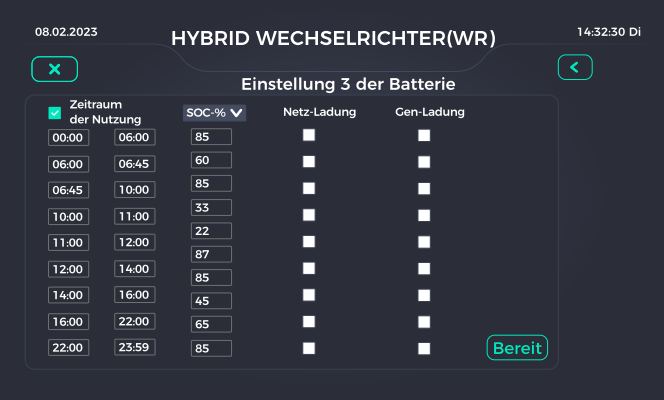 08.02.2023
HYBRID WECHSELRICHTER(WR)
14:32:30 Di
Einstellung 3 der Batterie
Zeitraum
der Nutzung
SOC-%
Netz-Ladung
Gen-Ladung
00:00 06:00 85
06:00 06:45 60
06:45 10:00 85
10:00 11:00 33
11:00 12:00 22
12:00 14:00 87
14:00 16:00 85
16:00 22:00 45
22:00 23:59 65
85
Bereit